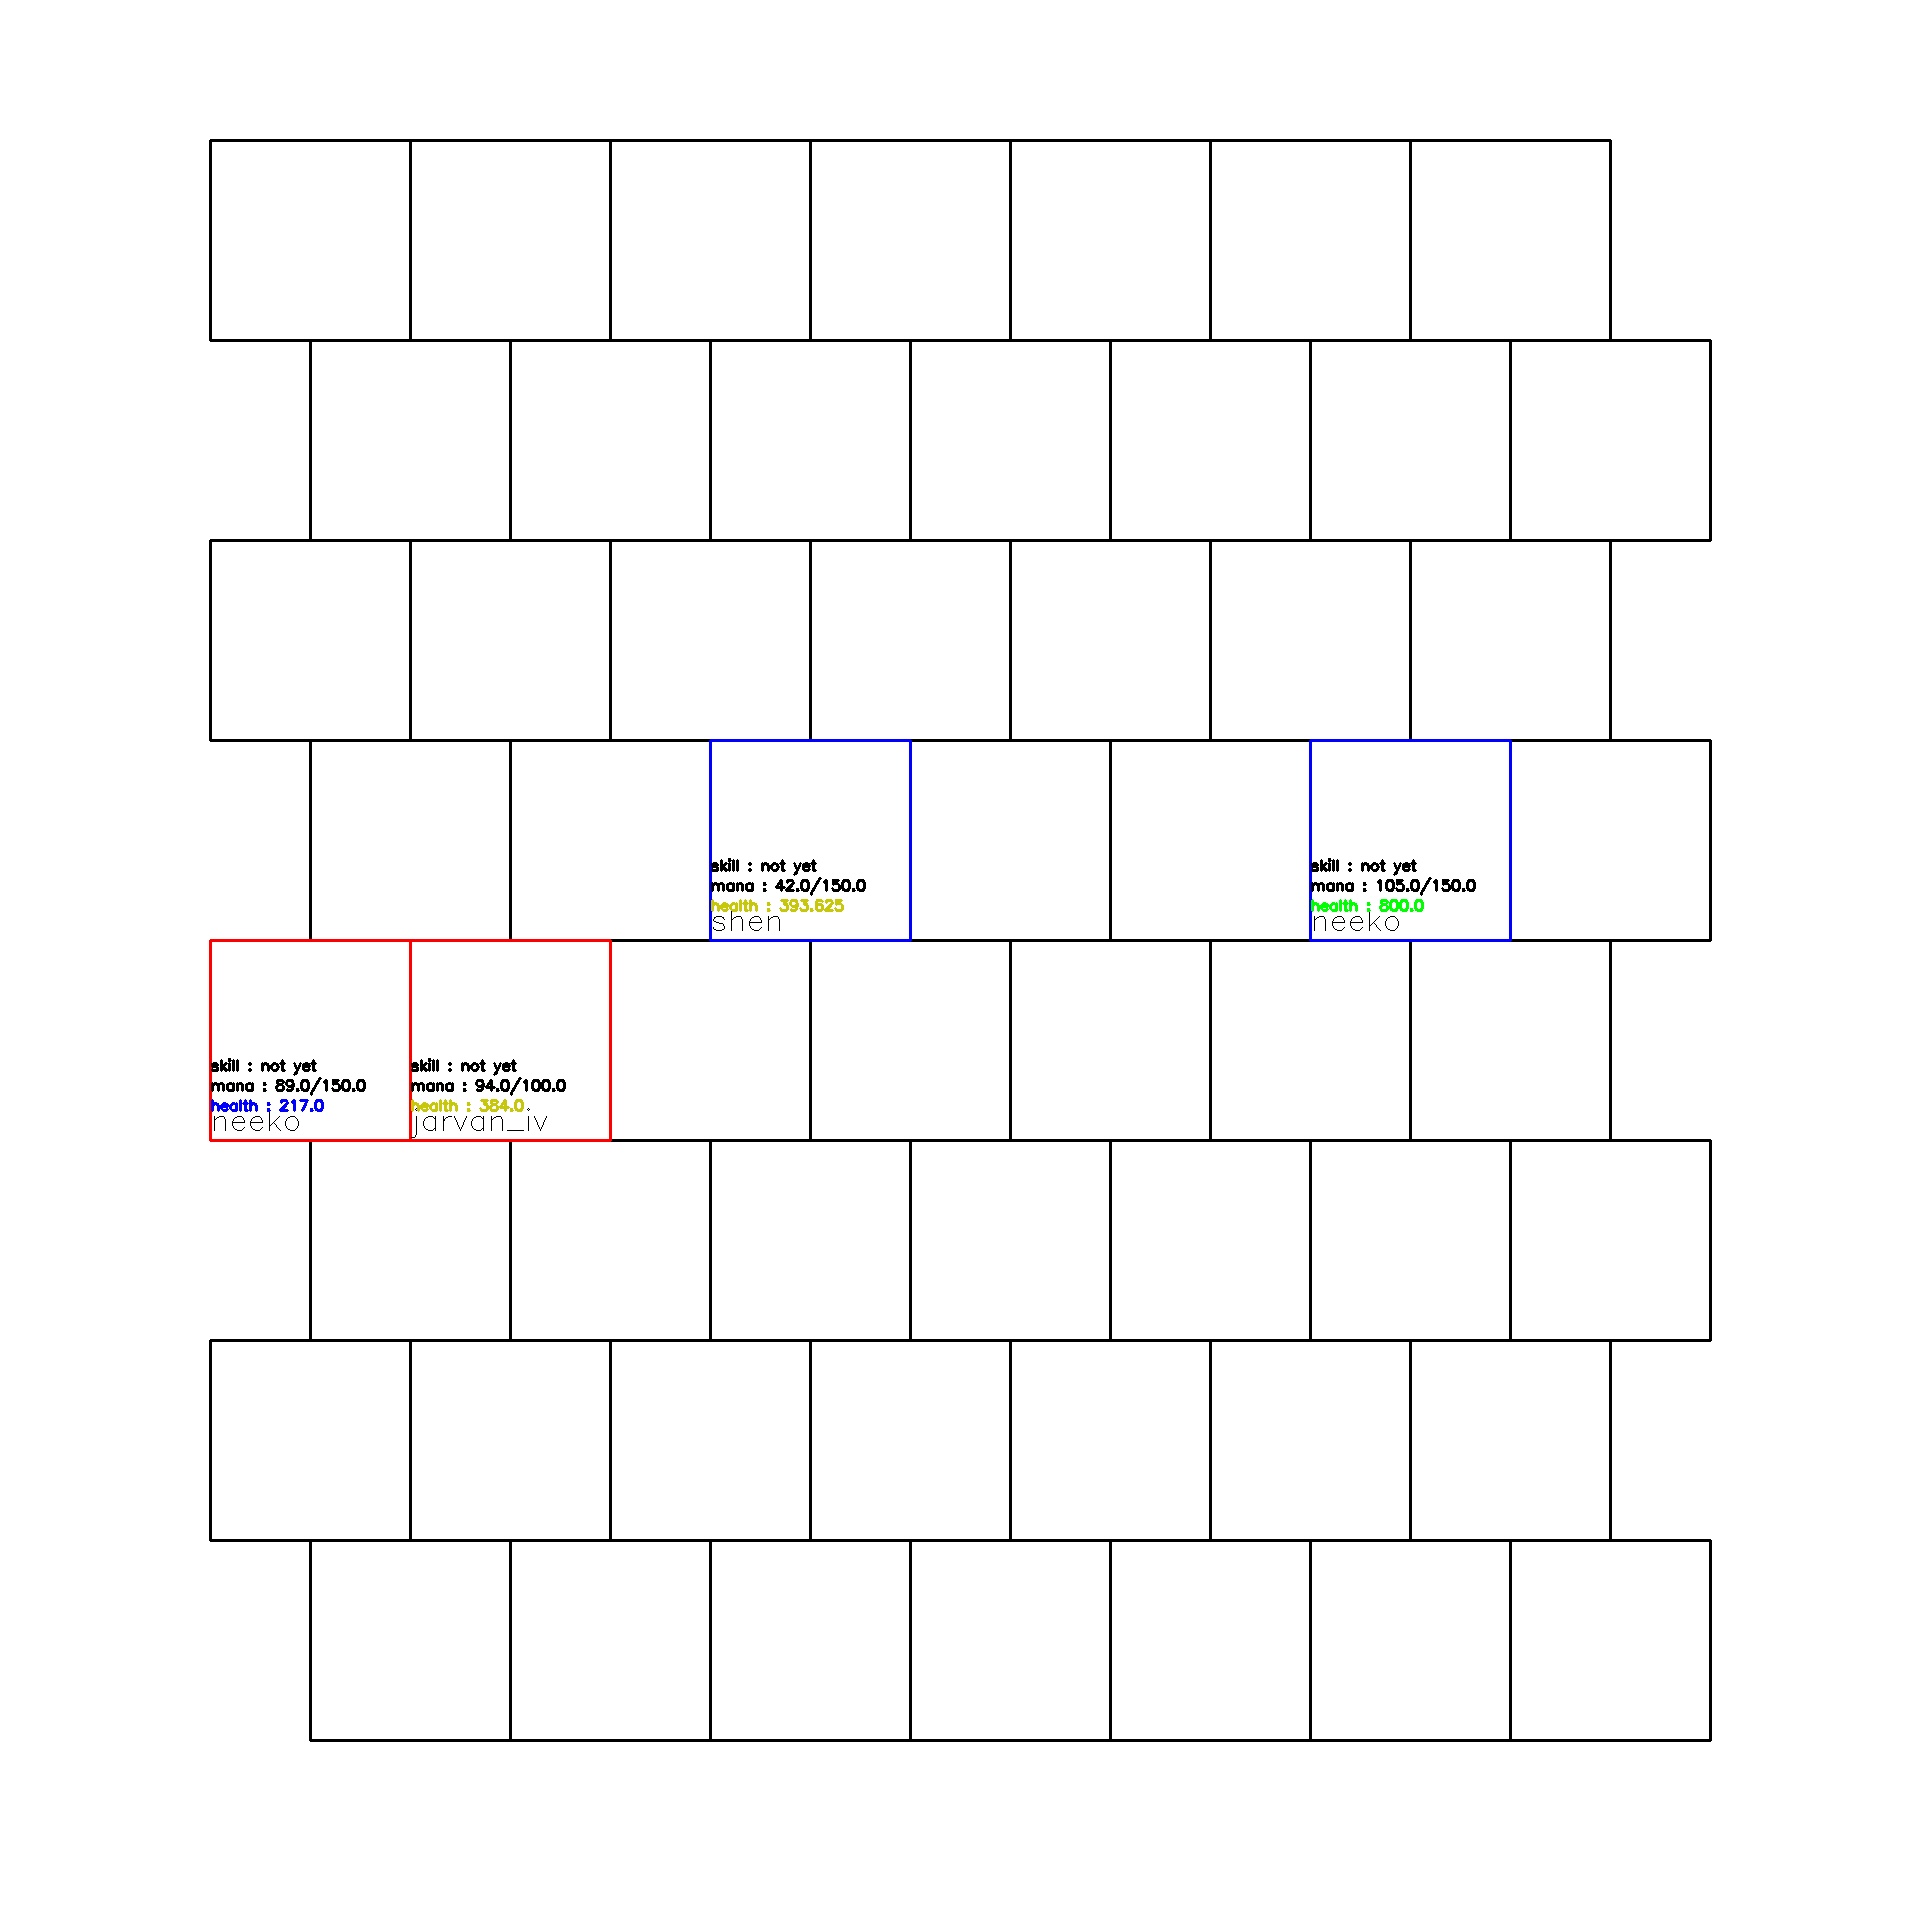 skill : not yet
mana : 42.0/150.0
health : 393.625
shen
skill : not yet
mana : 105.0/150.0
health : 800.0
neeko
skill : not yet
mana : 89.0/150.0
health : 217.0
neeko
skill : not yet
mana : 94.0/100.0
health : 384.0
jarvan_iv